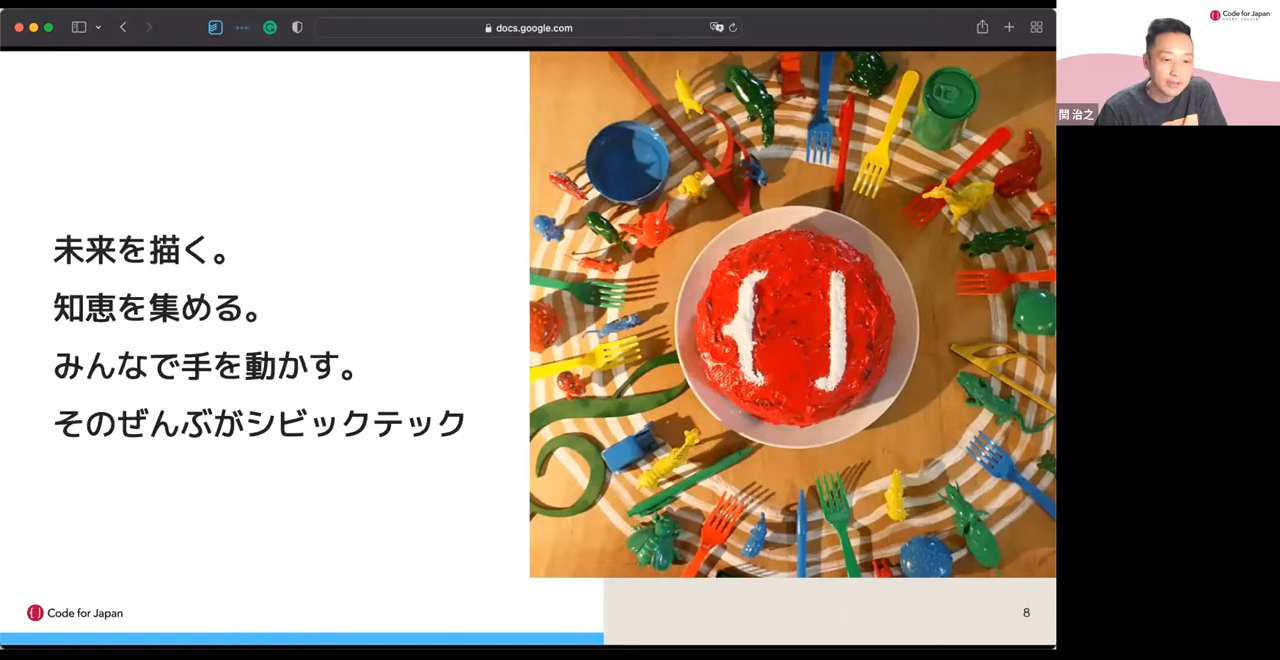 docs.google.com
Code for Japan
関 治之
未来を描く。
知恵を集める。
みんなで手を動かす。
そのぜんぶがシビックテック
Code for Japan
8